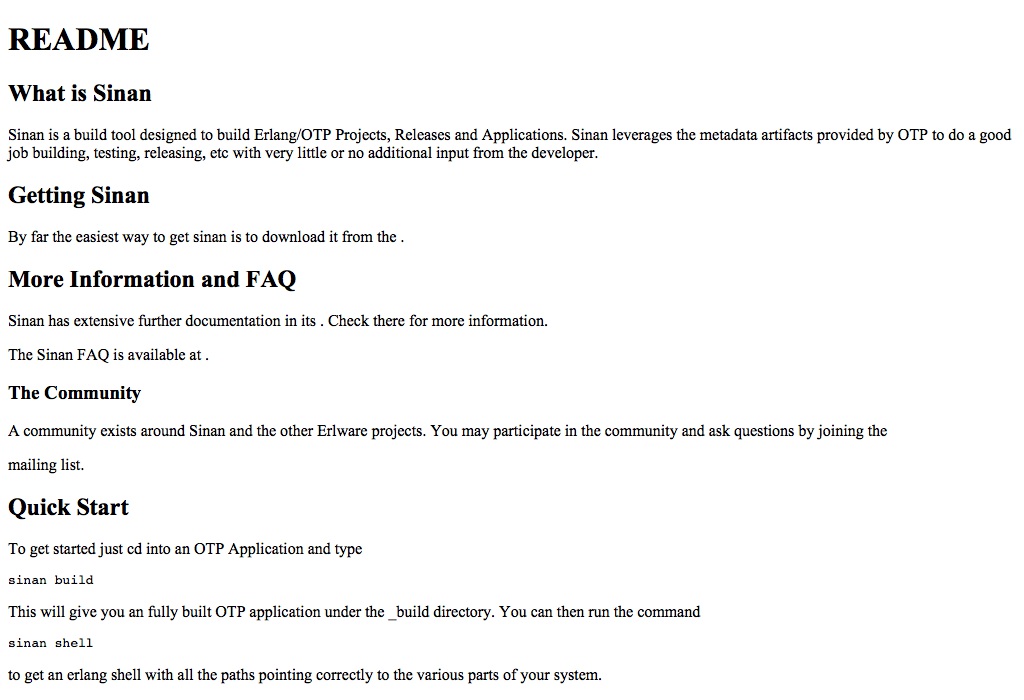 README
What is Sinan
Sinan is a build tool designed to build Erlang/OTP Projects, Releases and Applications. Sinan leverages the metadata artifacts provided by OTP to do a good
job building, testing, releasing, etc with very little or no additional input from the developer.
Getting Sinan
By far the easiest way to get sinan is to download it from the .
More Information and FAQ
Sinan has extensive further documentation in its . Check there for more information.
The Sinan FAQ is available at .
The Community
A community exists around Sinan and the other Erlware projects. You may participate in the community and ask questions by joining the
mailing list.
Quick Start
To get started just cd into an OTP Application and type
sinan build
This will give you an fully built OTP application under the _build directory. You can then run the command
sinan shell
to get an erlang shell with all the paths pointing correctly to the various parts of your system.